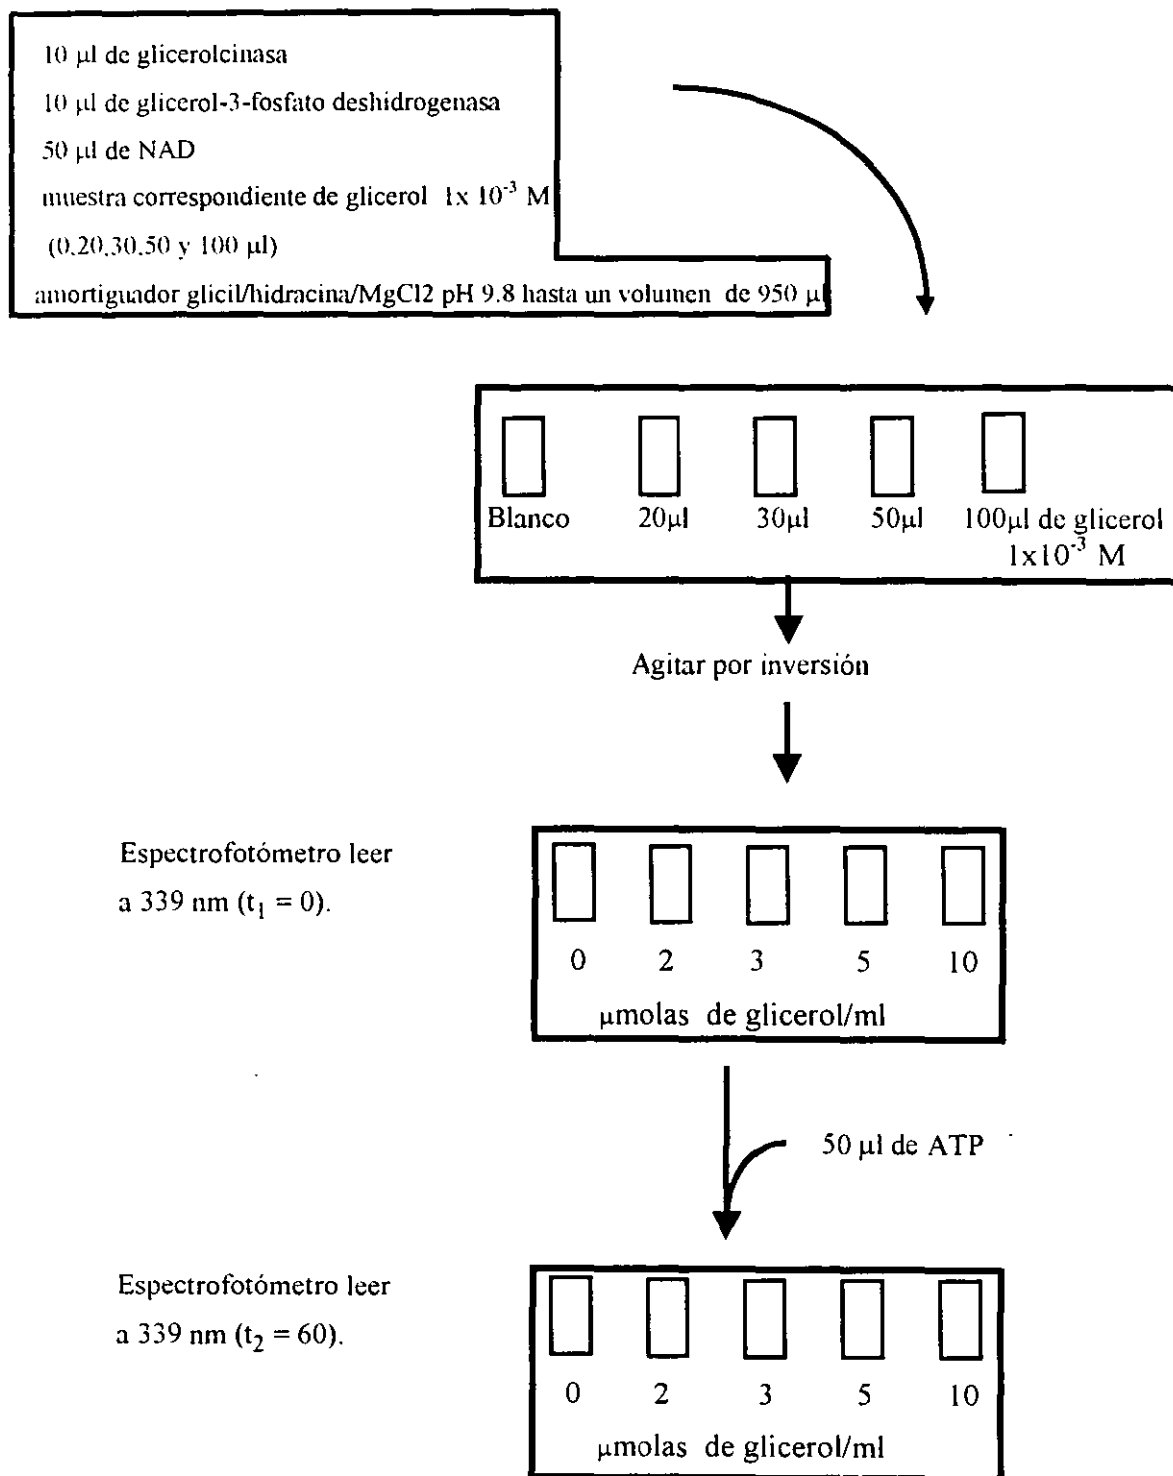 10 µl de glicerolcinasa
10 µl de glicerol-3-fosfato deshidrogenasa
50 µl de NAD
muestra correspondiente de glicerol 1x 10⁻³ M
(0,20,30,50 y 100 µl)
amortiguador glicil/hidracina/MgCl2 pH 9.8 hasta un volumen de 950 µl
Blanco 20µl 30µl 50µl 100µl de glicerol
1x10⁻³ M
Agitar por inversión
Espectrofotómetro leer
a 339 nm (t₁ = 0).
0 2 3 5 10
µmolas de glicerol/ml
50 µl de ATP
Espectrofotómetro leer
a 339 nm (t₂ = 60).
0 2 3 5 10
µmolas de glicerol/ml